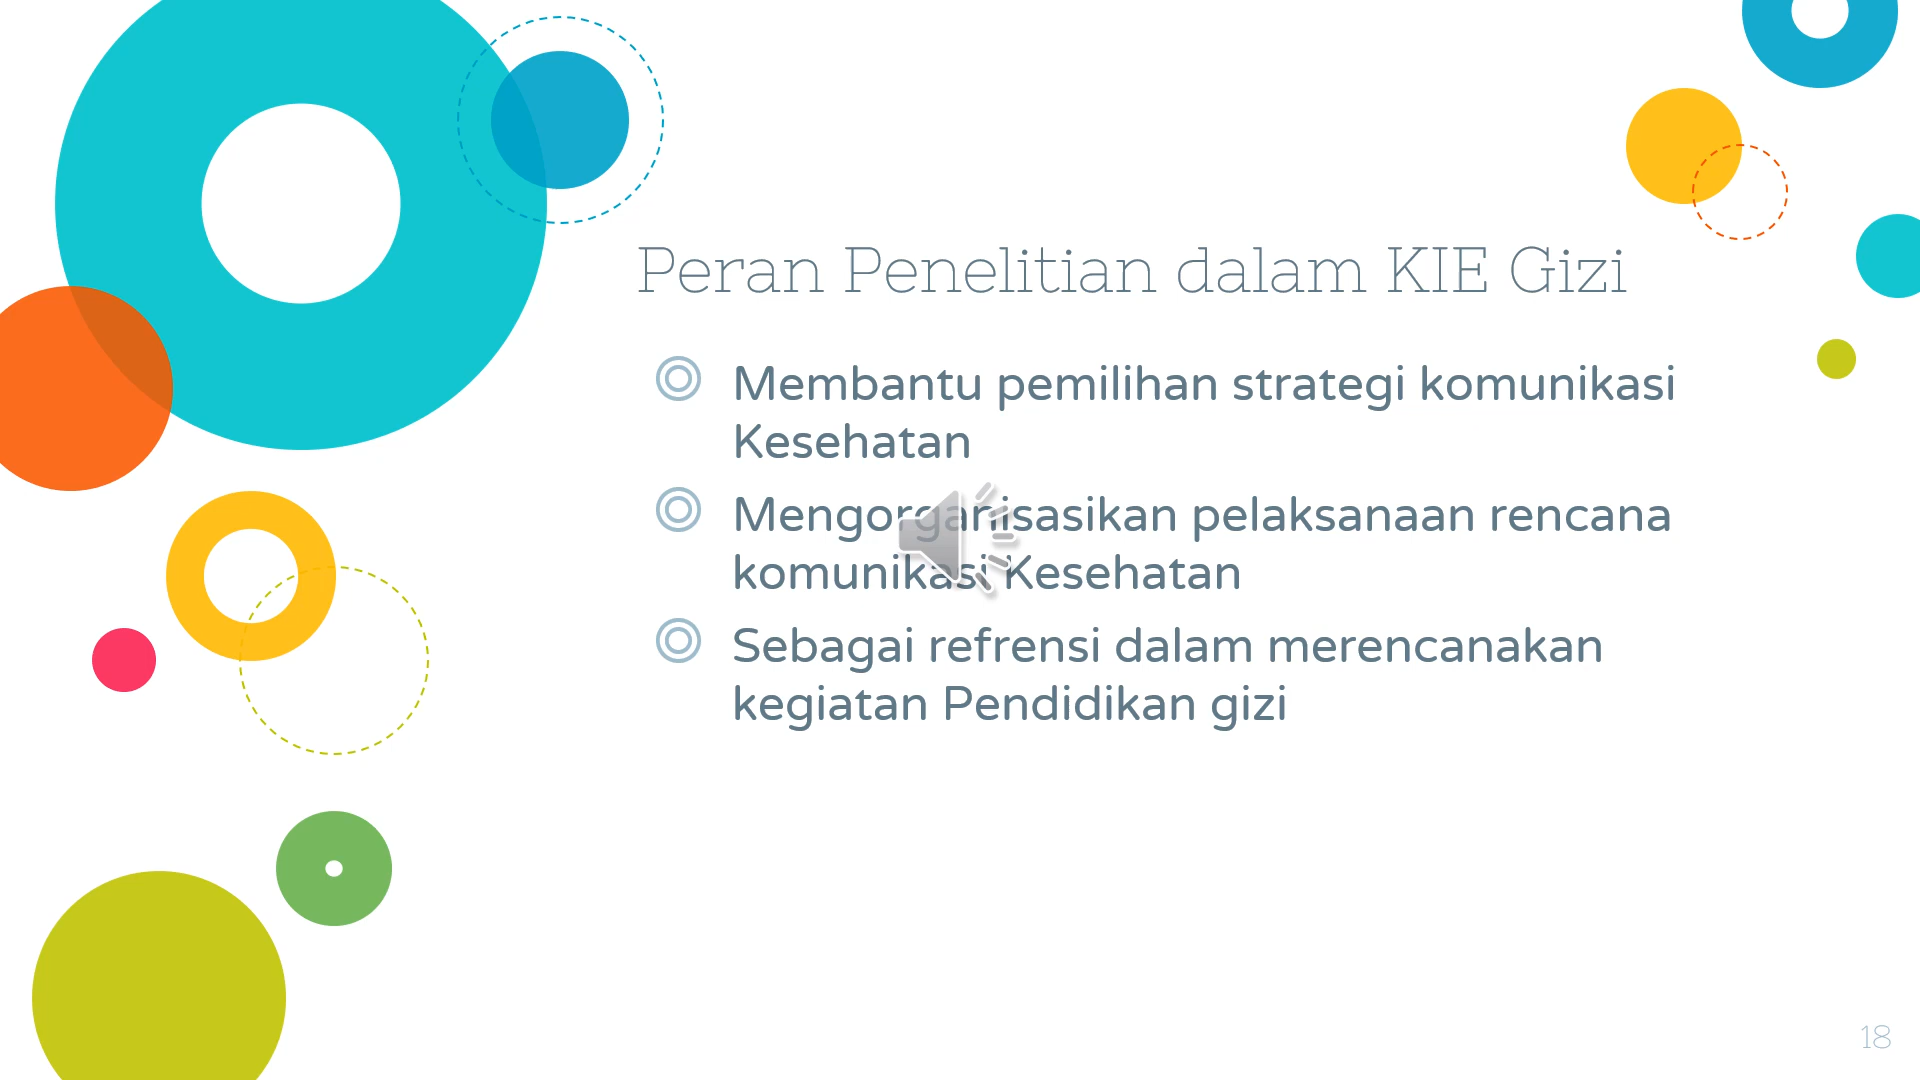 Peran Penelitian dalam KIE Gizi
Membantu pemilihan strategi komunikasi
Kesehatan
Mengorganisasikan pelaksanaan rencana
komunikasi Kesehatan
Sebagai refrensi dalam merencanakan
kegiatan Pendidikan gizi
18